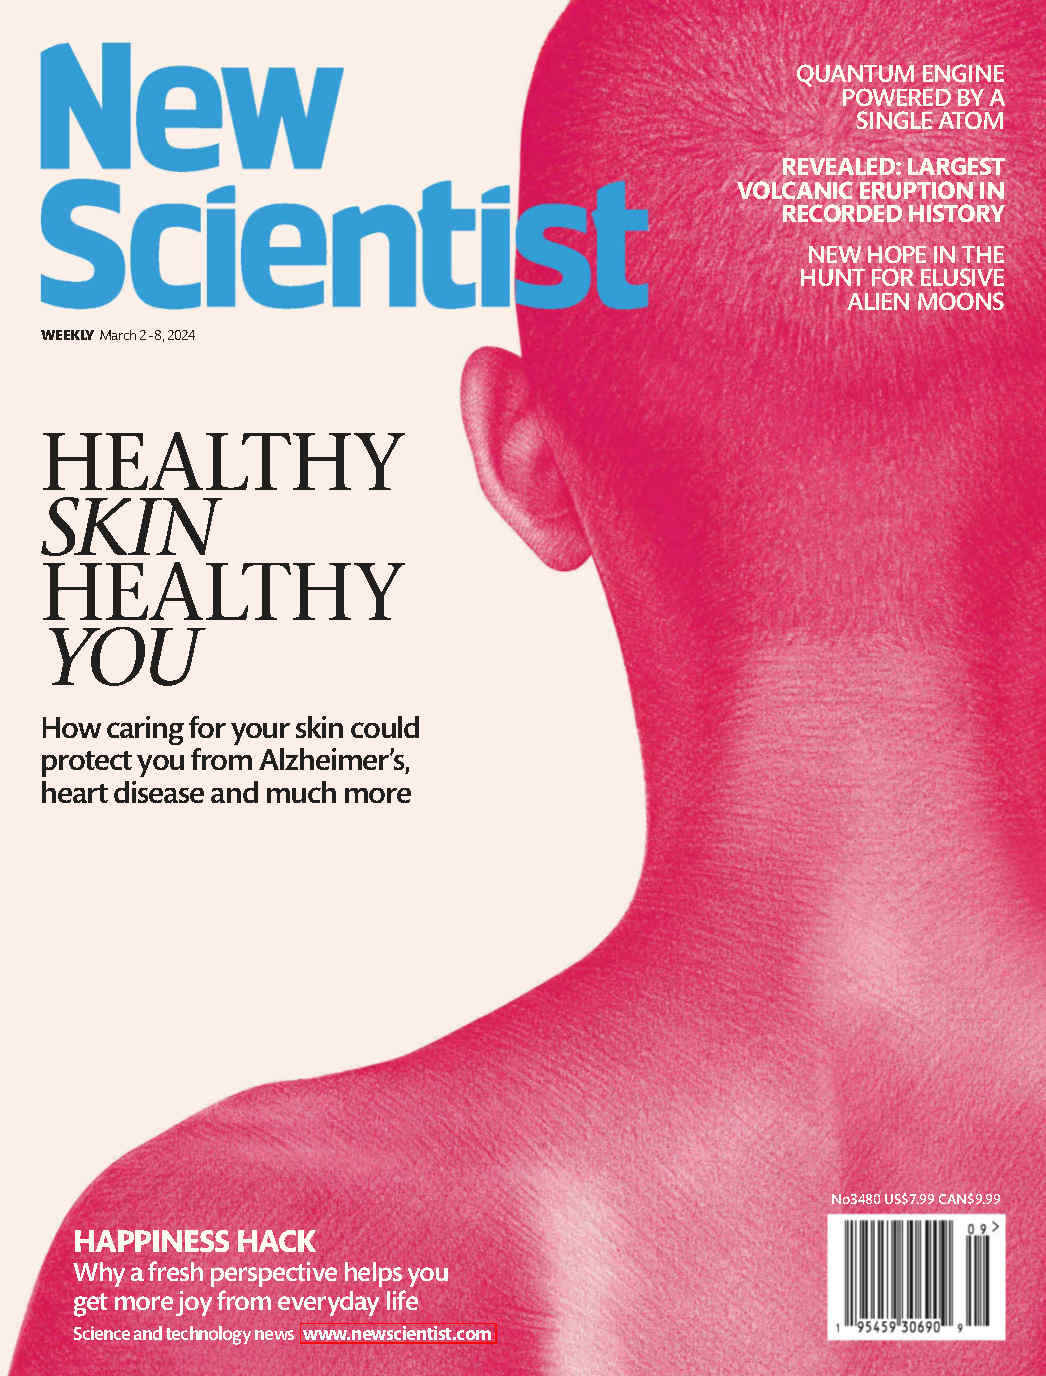 New
Scientist
WEEKLY March 2-8, 2024
QUANTUM ENGINE
POWERED BY A
SINGLE ATOM
REVEALED: LARGEST
VOLCANIC ERUPTION IN
RECORDED HISTORY
NEW HOPE IN THE
HUNT FOR ELUSIVE
ALIEN MOONS
HEALTHY
SKIN
HEALTHY
YOU
How caring for your skin could
protect you from Alzheimer’s,
heart disease and much more
HAPPINESS HACK
Why a fresh perspective helps you
get more joy from everyday life
Science and technology news www.newscientist.com
No3480 US$7.99 CAN$9.99
09>
1 95459 30690 9